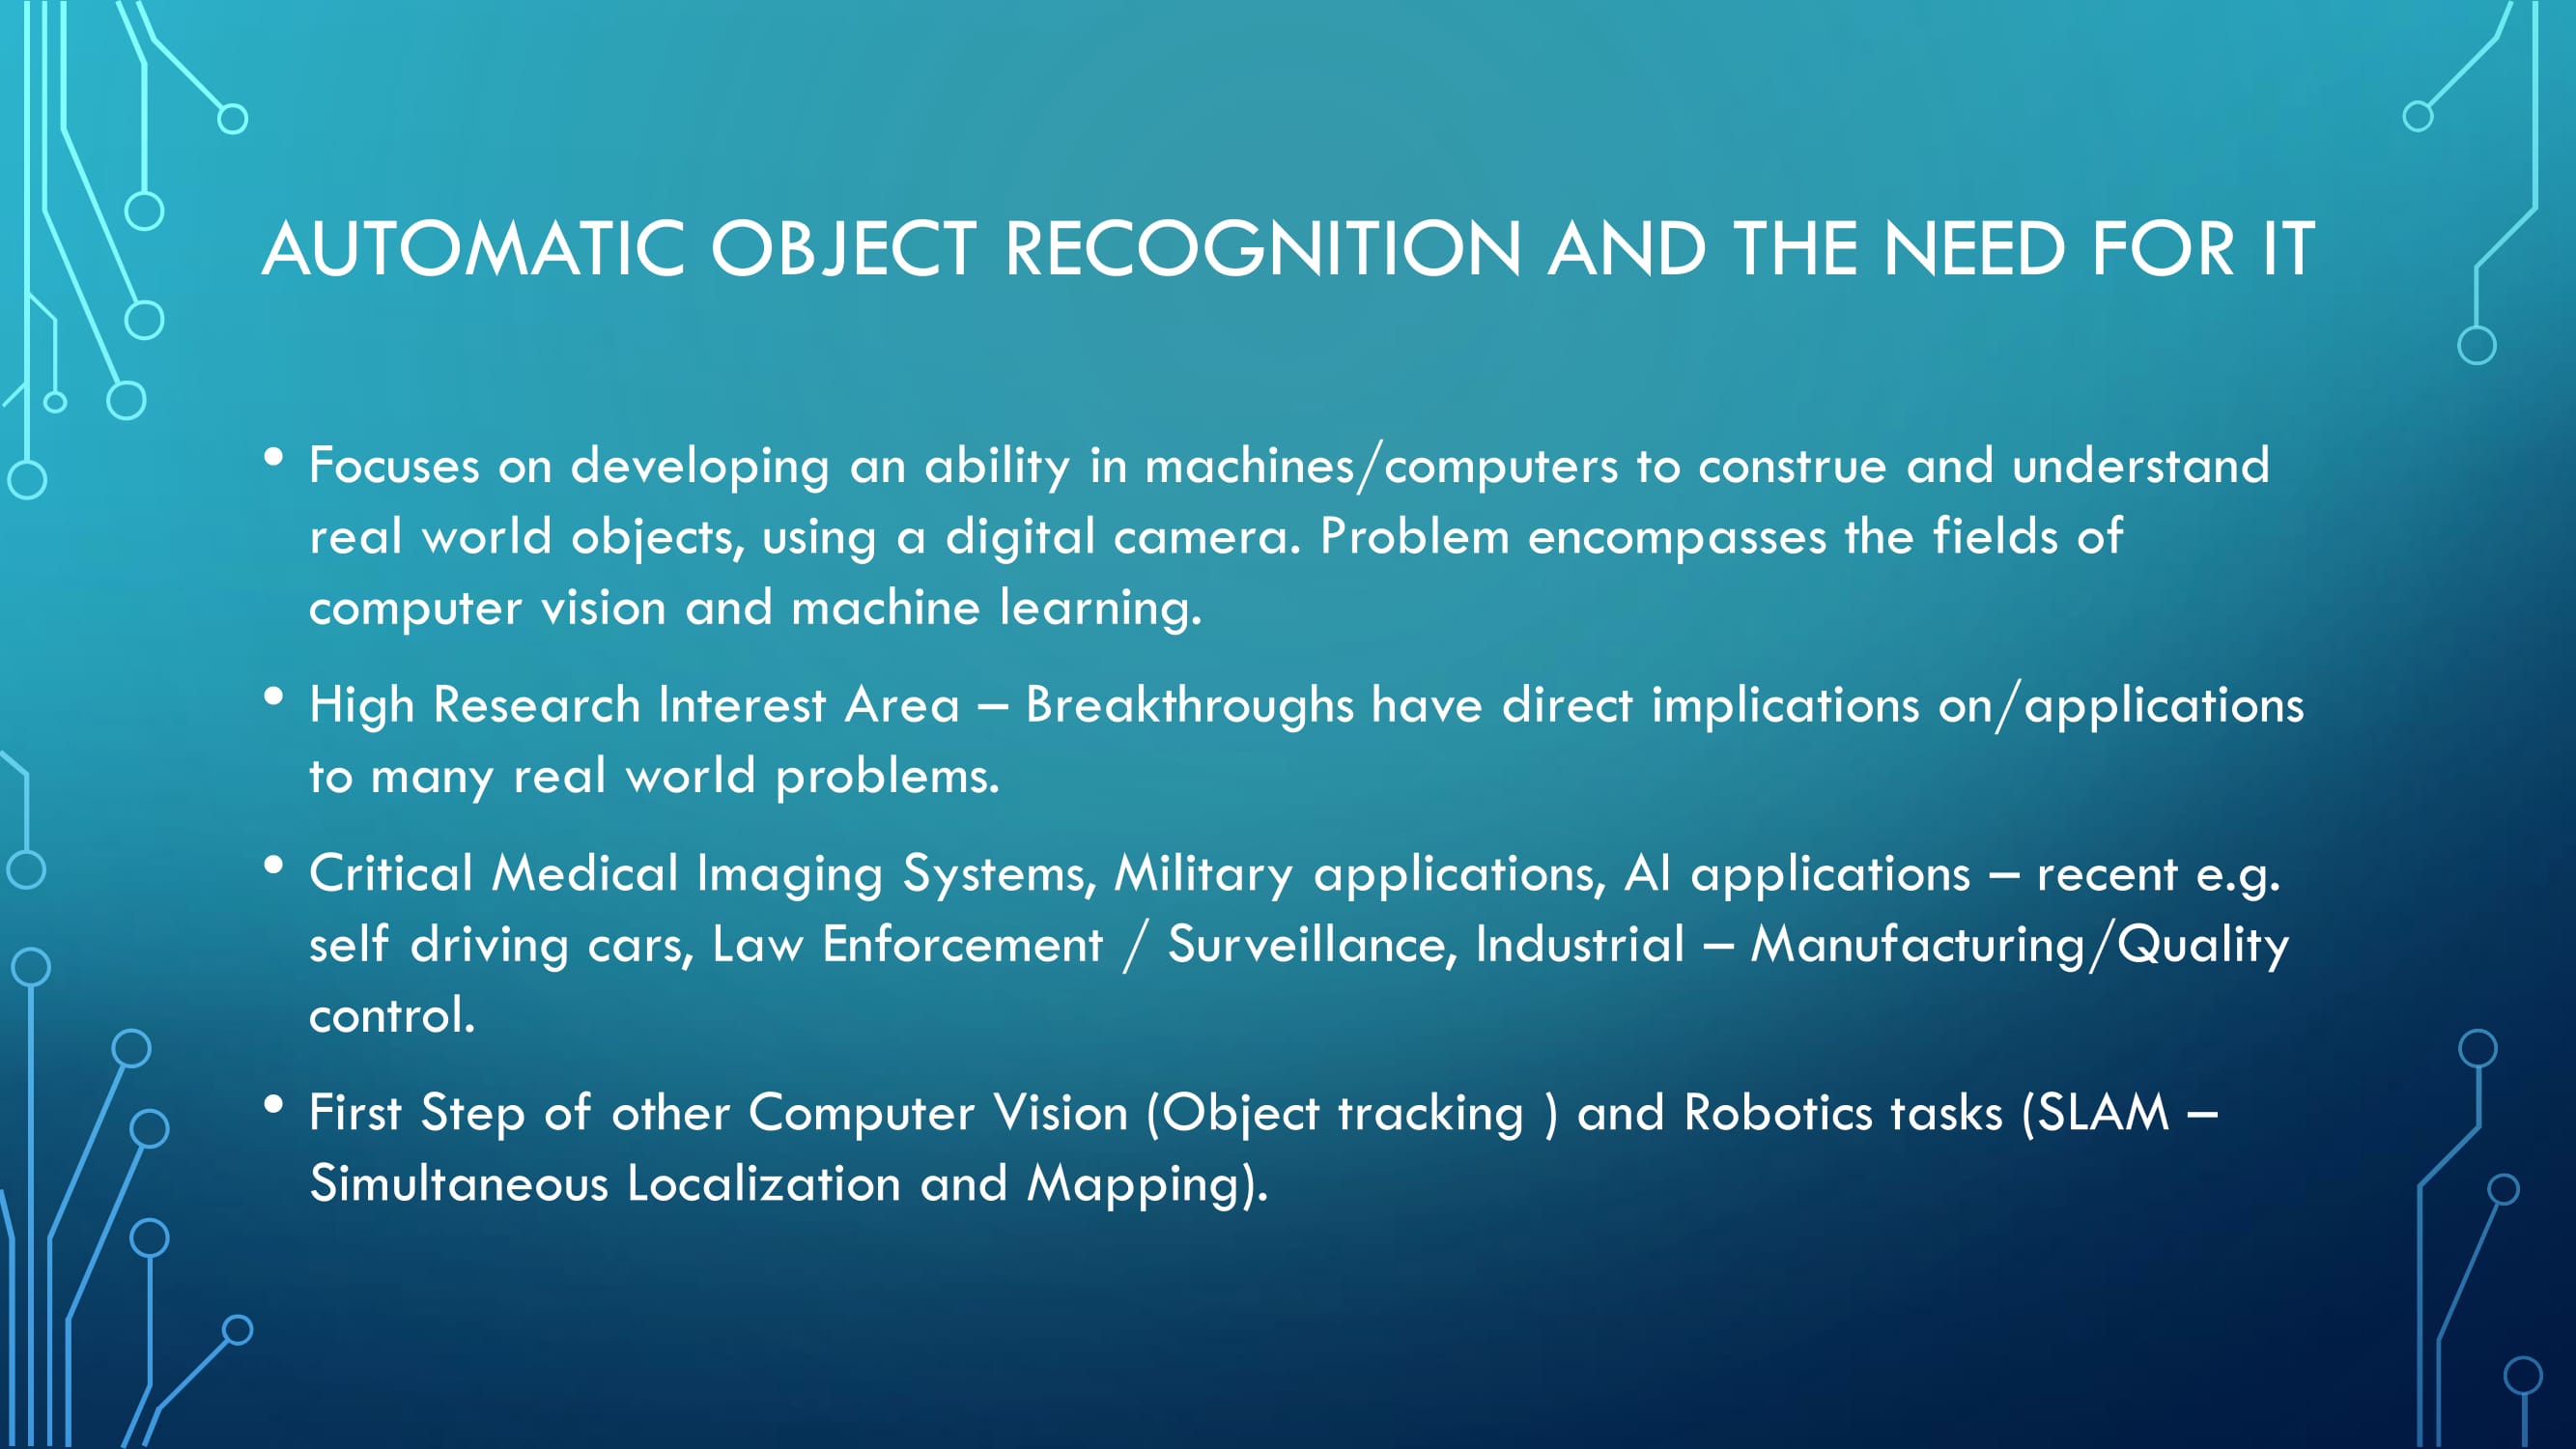 AUTOMATIC OBJECT RECOGNITION AND THE NEED FOR IT
• Focuses on developing an ability in machines/computers to construe and understand
real world objects, using a digital camera. Problem encompasses the fields of
computer vision and machine learning.
• High Research Interest Area – Breakthroughs have direct implications on/applications
to many real world problems.
• Critical Medical Imaging Systems, Military applications, AI applications – recent e.g.
self driving cars, Law Enforcement / Surveillance, Industrial – Manufacturing/Quality
control.
• First Step of other Computer Vision (Object tracking ) and Robotics tasks (SLAM –
Simultaneous Localization and Mapping).